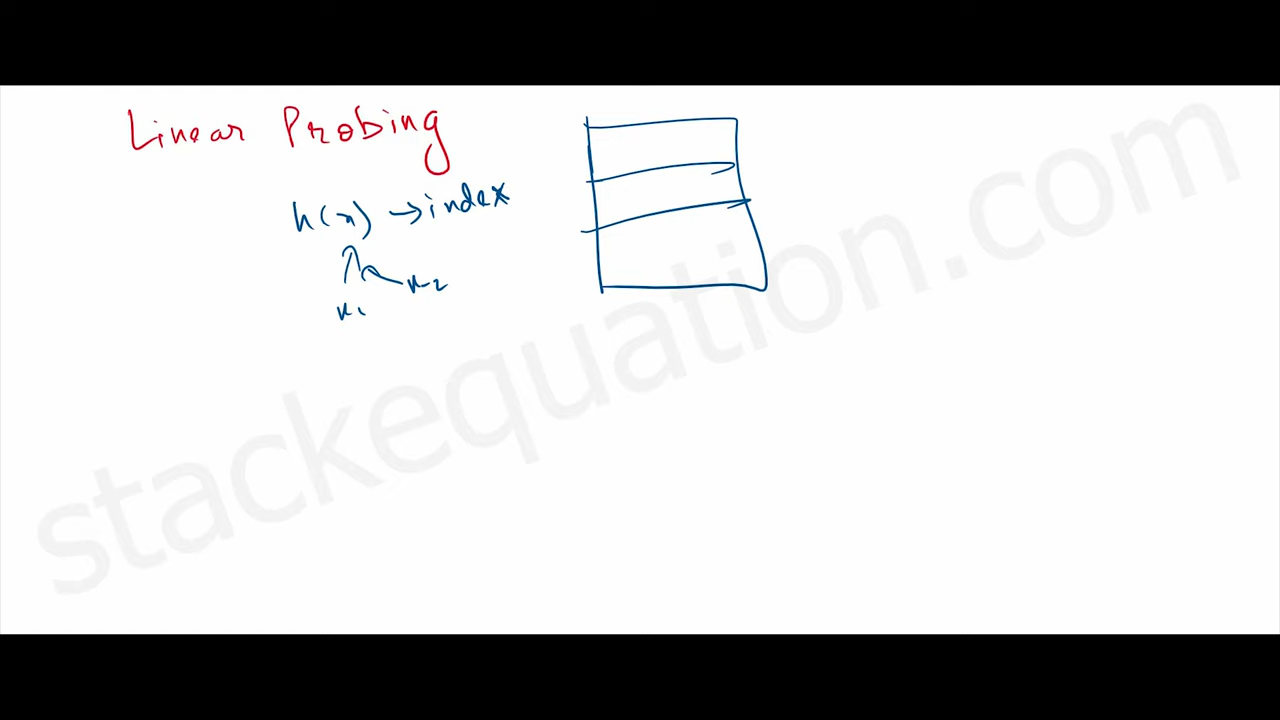 Linear Probing
h(x) → index
x1
x2
stackequation.com